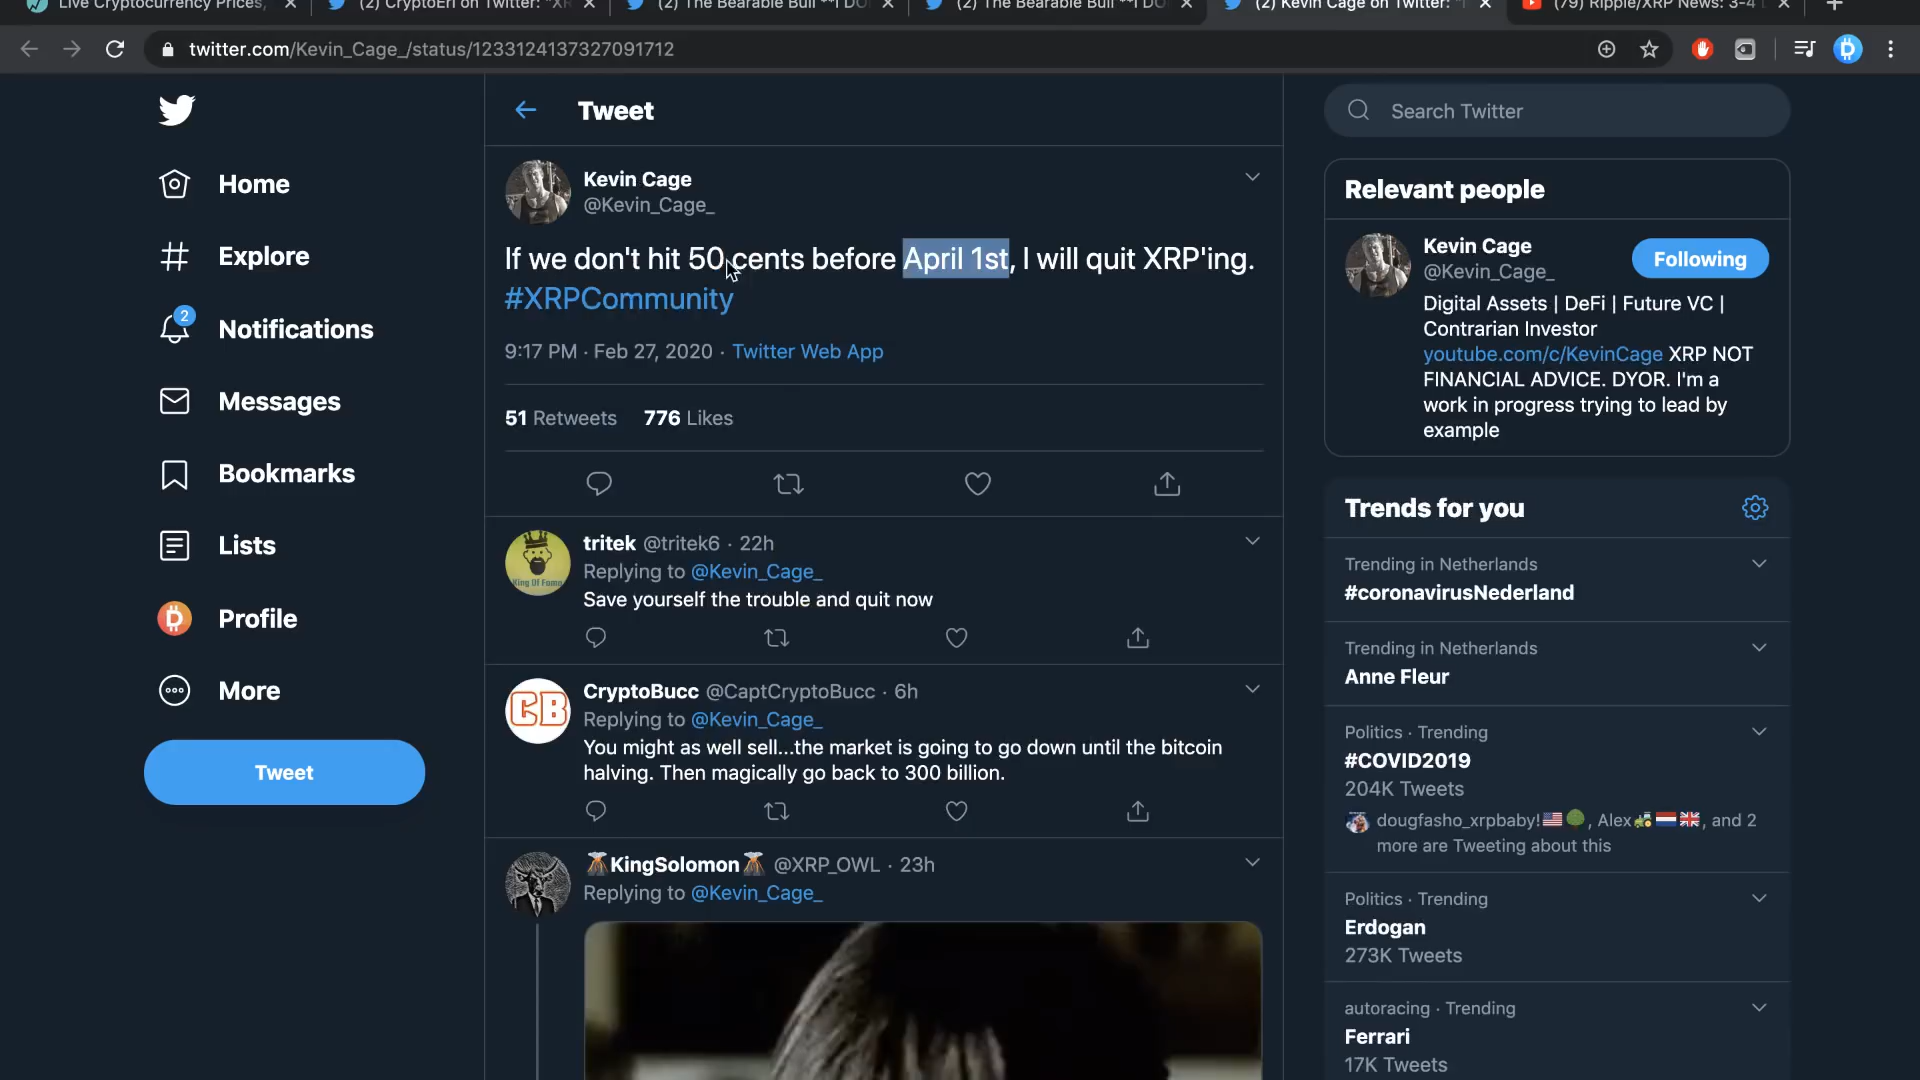 Live Cryptocurrency Prices,
(2) CryptoEri on Twitter: "XR
(2) The Bearable Bull **I DO
(2) The Bearable Bull **I DO
(2) Kevin Cage on Twitter: "I
(79) Ripple/XRP News: 3-4
twitter.com/Kevin_Cage_/status/1233124137327091712
Home
Explore
2
Notifications
Messages
Bookmarks
Lists
Profile
More
Tweet
Tweet
Kevin Cage
@Kevin_Cage_
If we don't hit 50 cents before April 1st, I will quit XRP'ing.
#XRPCommunity
9:17 PM · Feb 27, 2020 · Twitter Web App
51 Retweets 776 Likes
King Of Fame
tritek @tritek6 · 22h
Replying to @Kevin_Cage_
Save yourself the trouble and quit now
CB
CryptoBucc @CaptCryptoBucc · 6h
Replying to @Kevin_Cage_
You might as well sell...the market is going to go down until the bitcoin
halving. Then magically go back to 300 billion.
🌋KingSolomon🌋 @XRP_OWL · 23h
Replying to @Kevin_Cage_
Search Twitter
Relevant people
Kevin Cage
@Kevin_Cage_
Following
Digital Assets | DeFi | Future VC |
Contrarian Investor
youtube.com/c/KevinCage XRP NOT
FINANCIAL ADVICE. DYOR. I'm a
work in progress trying to lead by
example
Trends for you
Trending in Netherlands
#coronavirusNederland
Trending in Netherlands
Anne Fleur
Politics · Trending
#COVID2019
204K Tweets
dougfasho_xrpbaby!🇺🇸🌳, Alex🚜🇳🇱🇬🇧, and 2
more are Tweeting about this
Politics · Trending
Erdogan
273K Tweets
autoracing · Trending
Ferrari
17K Tweets